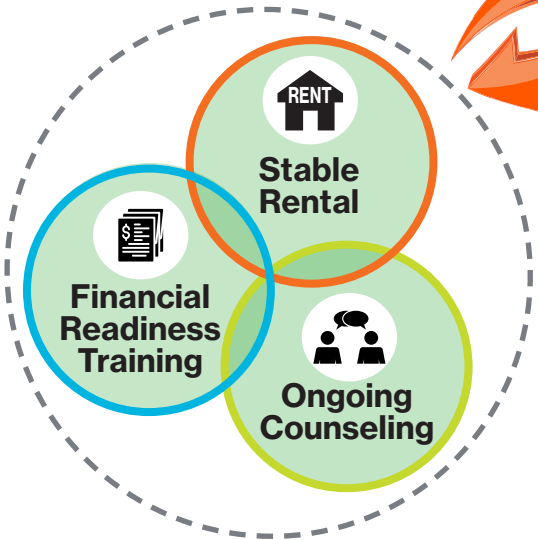 RENT
Stable
Rental
$
Financial
Readiness
Training
Ongoing
Counseling